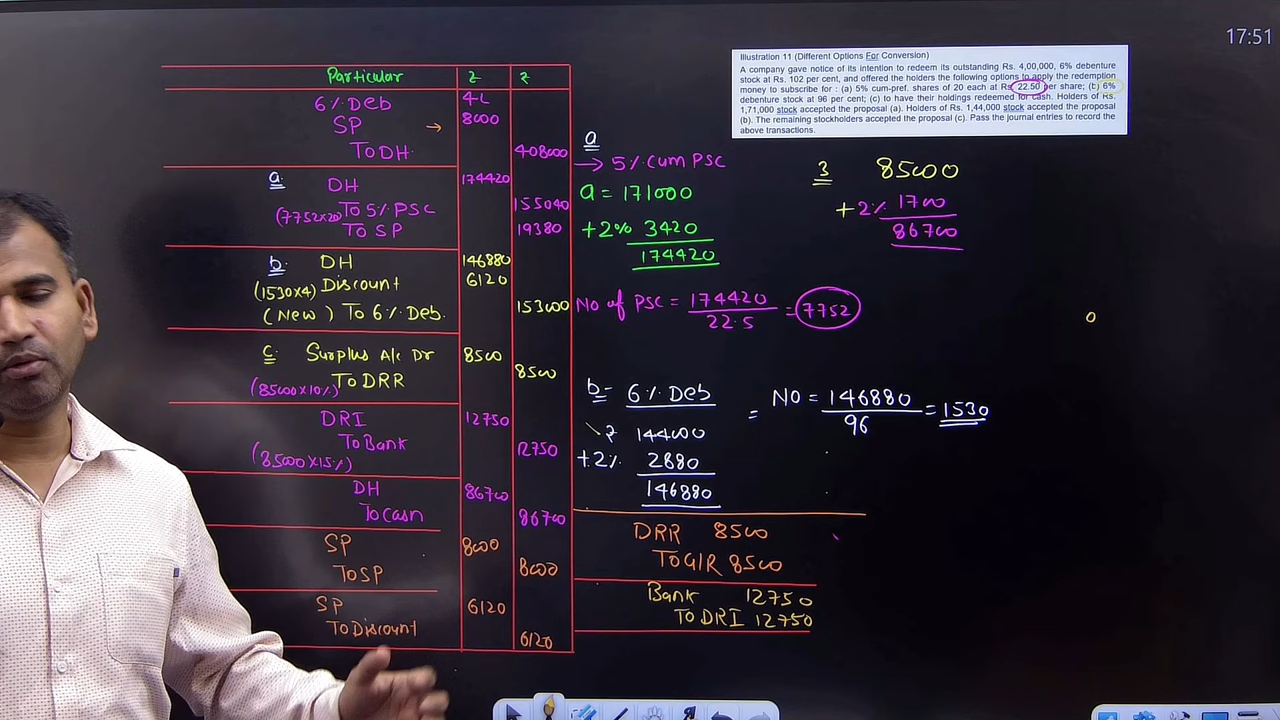 17:51
Illustration 11 (Different Options For Conversion)
A company gave notice of its intention to redeem its outstanding Rs. 4,00,000, 6% debenture
stock at Rs. 102 per cent, and offered the holders the following options to apply the redemption
money to subscribe for : (a) 5% cum-pref. shares of 20 each at Rs 22.50 per share; (b) 6%
debenture stock at 96 per cent; (c) to have their holdings redeemed for cash. Holders of Rs.
1,71,000 stock accepted the proposal (a). Holders of Rs. 1,44,000 stock accepted the proposal
(b). The remaining stockholders accepted the proposal (c). Pass the journal entries to record the
above transactions.
Particular ₹ ₹
6% Deb 4L
SP → 8000
To DH. 408000
a. DH 174420
(7752x20) To 5% PSC 155040
To SP 19380
b. DH 146880
(1530x4) Discount 6120
(New) To 6% Deb. 153000
c Surplus A/c Dr 8500
(85000x10%) To DRR 8500
DRI 12750
To Bank 12750
(85000x15%)
DH 86700
To Cash 86700
SP 8000
To SP 8000
SP 6120
To Discount 6120
a
→ 5% Cum PSC
a = 171000
+2% 3420
174420
No of PSC = 174420 / 22.5 = 7752
3 85000
+2% 1700
86700
b- 6% Deb
₹ 144000
+2% 2880
146880
= NO = 146880 / 96 = 1530
DRR 8500
To G/R 8500
Bank 12750
To DRI 12750